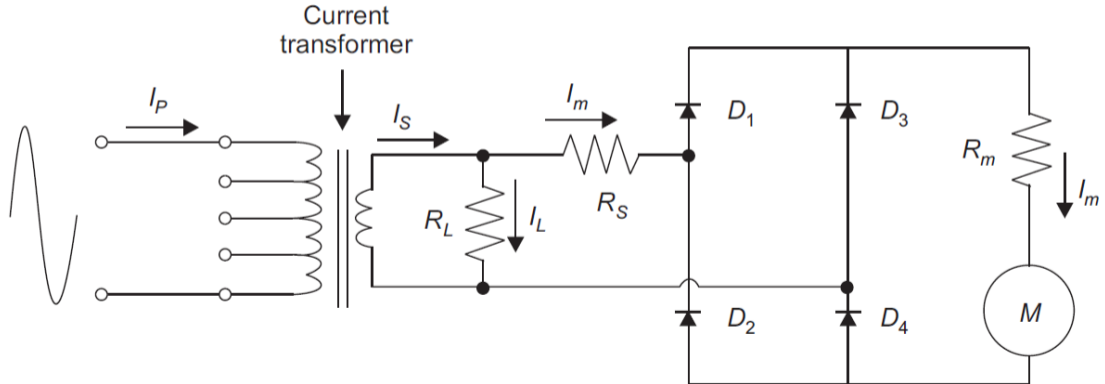 Current
transformer
I_P
I_S
I_m
D_1
D_3
R_m
I_m
R_L
I_L
R_S
D_2
D_4
M